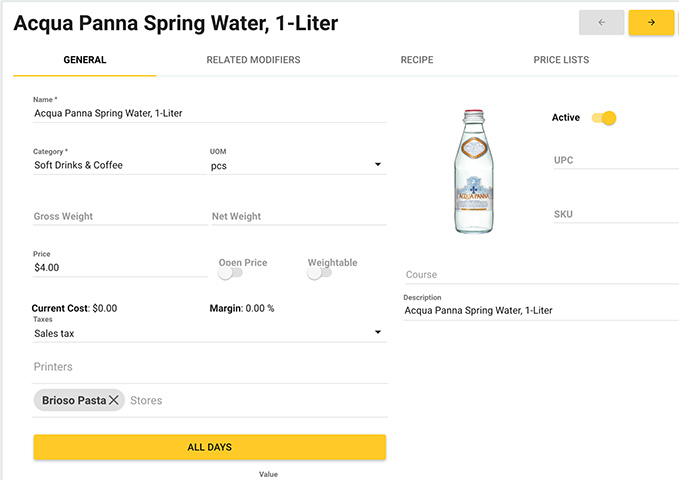 Acqua Panna Spring Water, 1-Liter
GENERAL RELATED MODIFIERS RECIPE PRICE LISTS
Name *
Acqua Panna Spring Water, 1-Liter
Active
Category * UOM
Soft Drinks & Coffee pcs
UPC
ACQUA PANNA
Gross Weight Net Weight
SKU
Price
$4.00
Open Price Weightable
Course
Current Cost: $0.00 Margin: 0.00 %
Description
Acqua Panna Spring Water, 1-Liter
Taxes
Sales tax
Printers
Brioso Pasta Stores
ALL DAYS
Value